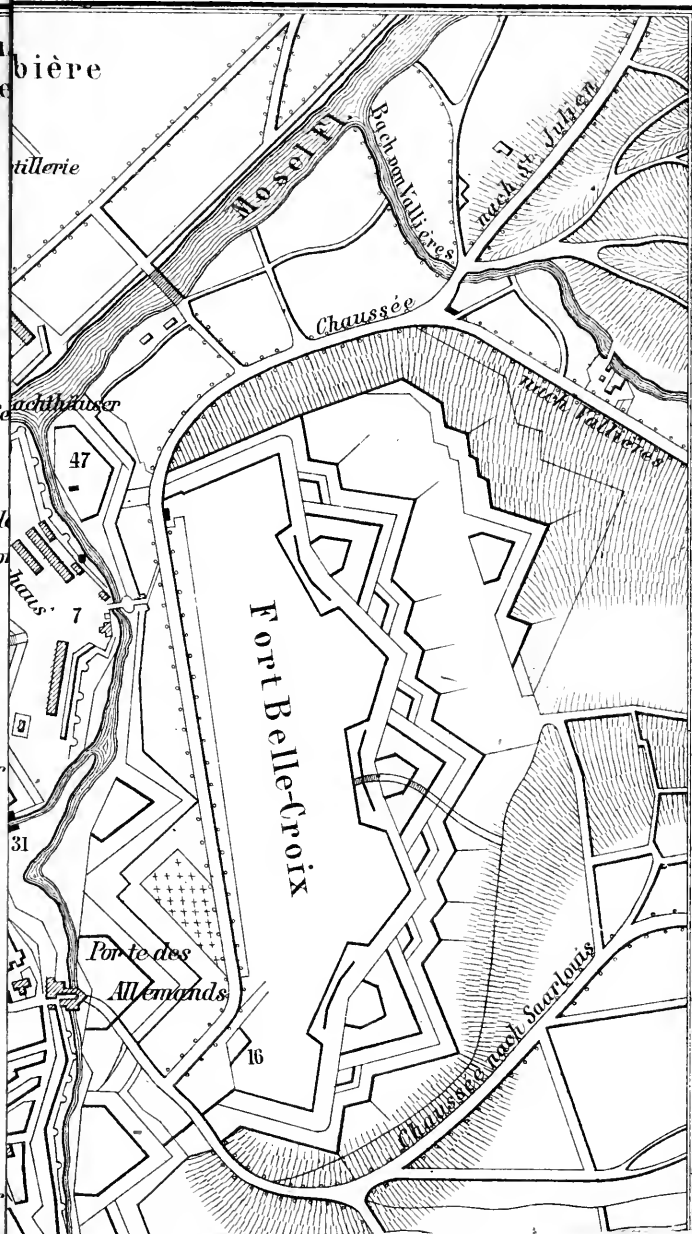 bière
tillerie
Mosel Fl.
Bach von Vallières
nach St. Julien
Chaussée
nach Vallières
achthäuser
47
haus
7
Fort Belle-Croix
31
Porte des
Allemands
16
Chaussée nach Saarlouis